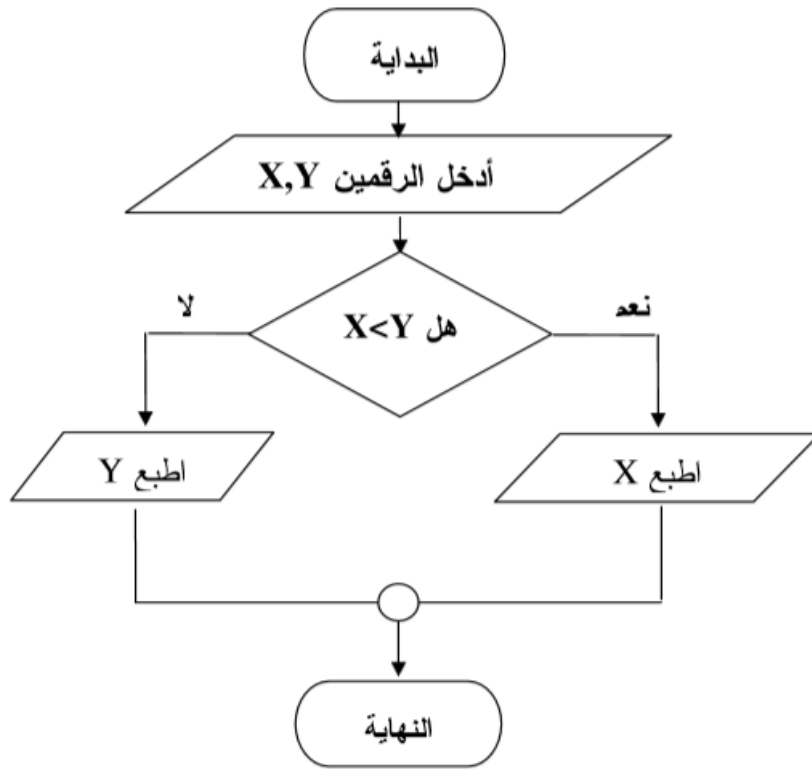 البداية
أدخل الرقمين X,Y
هل X<Y
نعم
لا
اطبع X
اطبع Y
النهاية